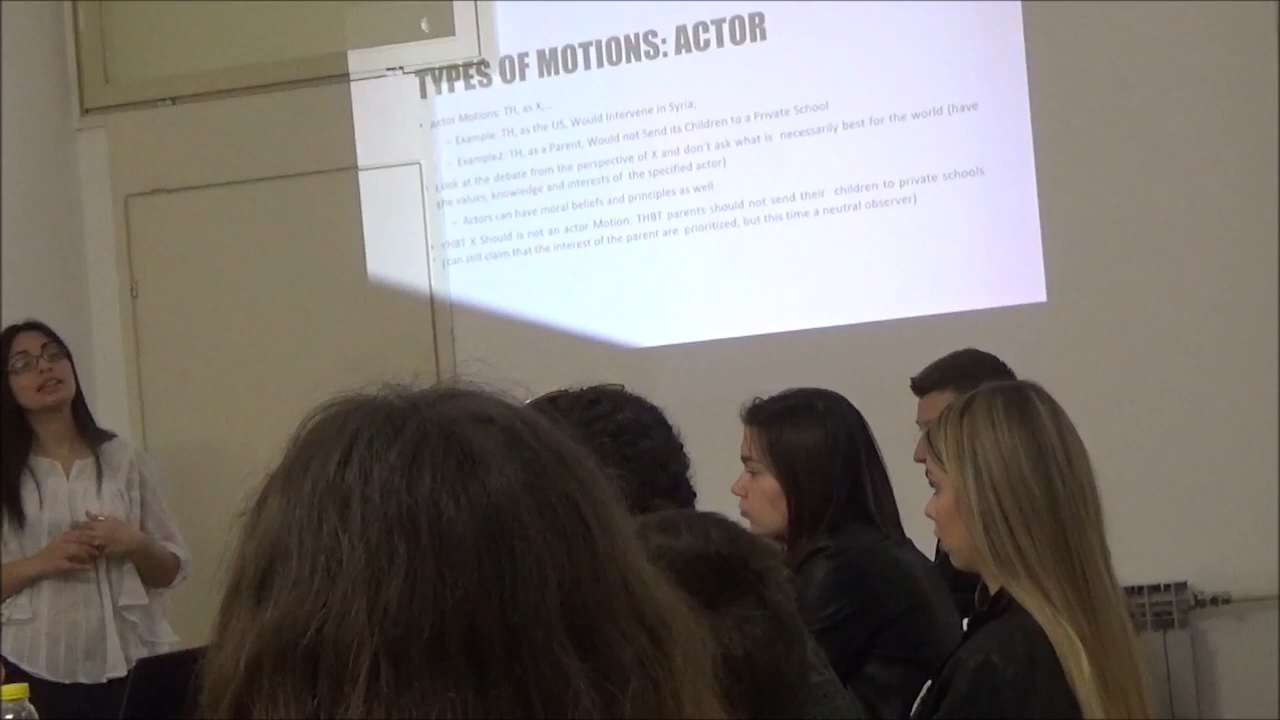 TYPES OF MOTIONS: ACTOR
• Actor Motions: TH, as X,..
– Example: TH, as the US, Would Intervene in Syria;
– Example2: TH, as a Parent, Would not Send its Children to a Private School
• Look at the debate from the perspective of X and don't ask what is necessarily best for the world (have
the values, knowledge and interests of the specified actor)
– Actors can have moral beliefs and principles as well
• THBT X Should is not an actor Motion. THBT parents should not send their children to private schools
• (can still claim that the interest of the parent are prioritized, but this time a neutral observer)